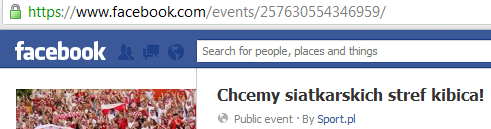 https://www.facebook.com/events/257630554346959/
facebook
Search for people, places and things
Chcemy siatkarskich stref kibica!
Public event · By Sport.pl